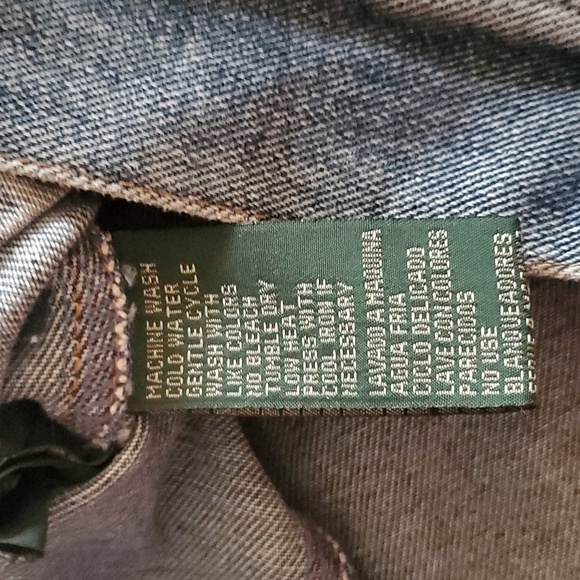 MACHINE WASH
COLD WATER
GENTLE CYCLE
WASH WITH
LIKE COLORS
NO BLEACH
TUMBLE DRY
LOW HEAT
PRESS WITH
COOL IRON IF
NECESSARY
LAVAR A MAQUINA
AGUA FRIA
CICLO DELICADO
LAVE CON COLORES
PARECIDOS
NO USE
BLANQUEADORES